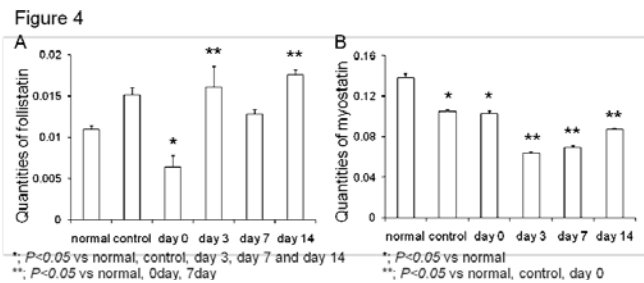 Figure 4
A
Quantities of follistatin
0.02
0.015
0.01
0.005
0
**
**
*
normal control day 0 day 3 day 7 day 14
*; P<0.05 vs normal, control, day 3, day 7 and day 14
**; P<0.05 vs normal, 0day, 7day
B
Quantities of myostatin
0.16
0.12
0.08
0.04
0
*
*
**
**
**
normal control day 0 day 3 day 7 day 14
*; P<0.05 vs normal
**; P<0.05 vs normal, control, day 0